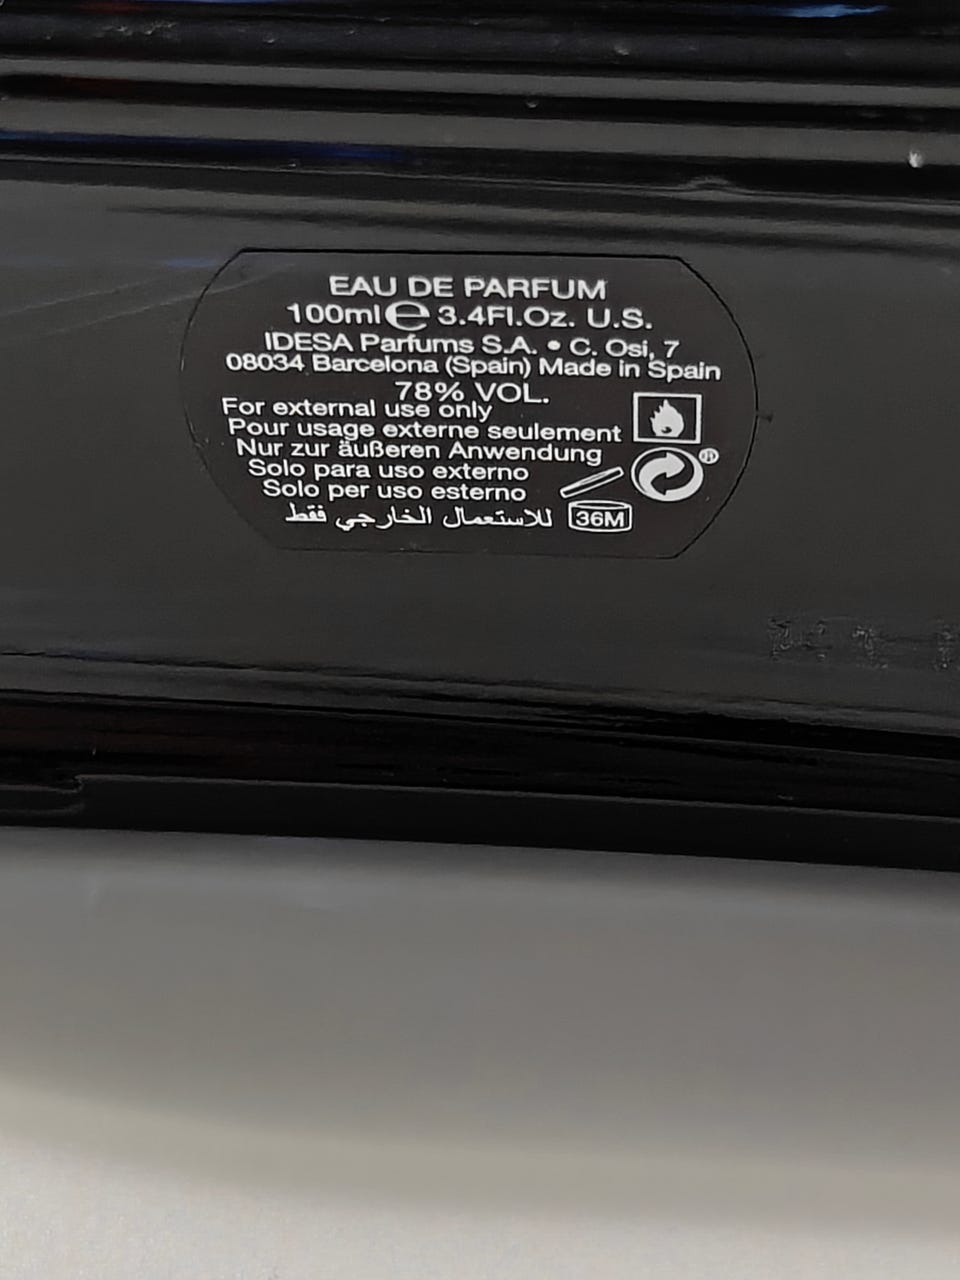 EAU DE PARFUM
100ml ℮ 3.4Fl.Oz. U.S.
IDESA Parfums S.A. • C. Osi, 7
08034 Barcelona (Spain) Made in Spain
78% VOL.
For external use only
Pour usage externe seulement
Nur zur äußeren Anwendung
Solo para uso externo
Solo per uso esterno
للاستعمال الخارجي فقط
36M